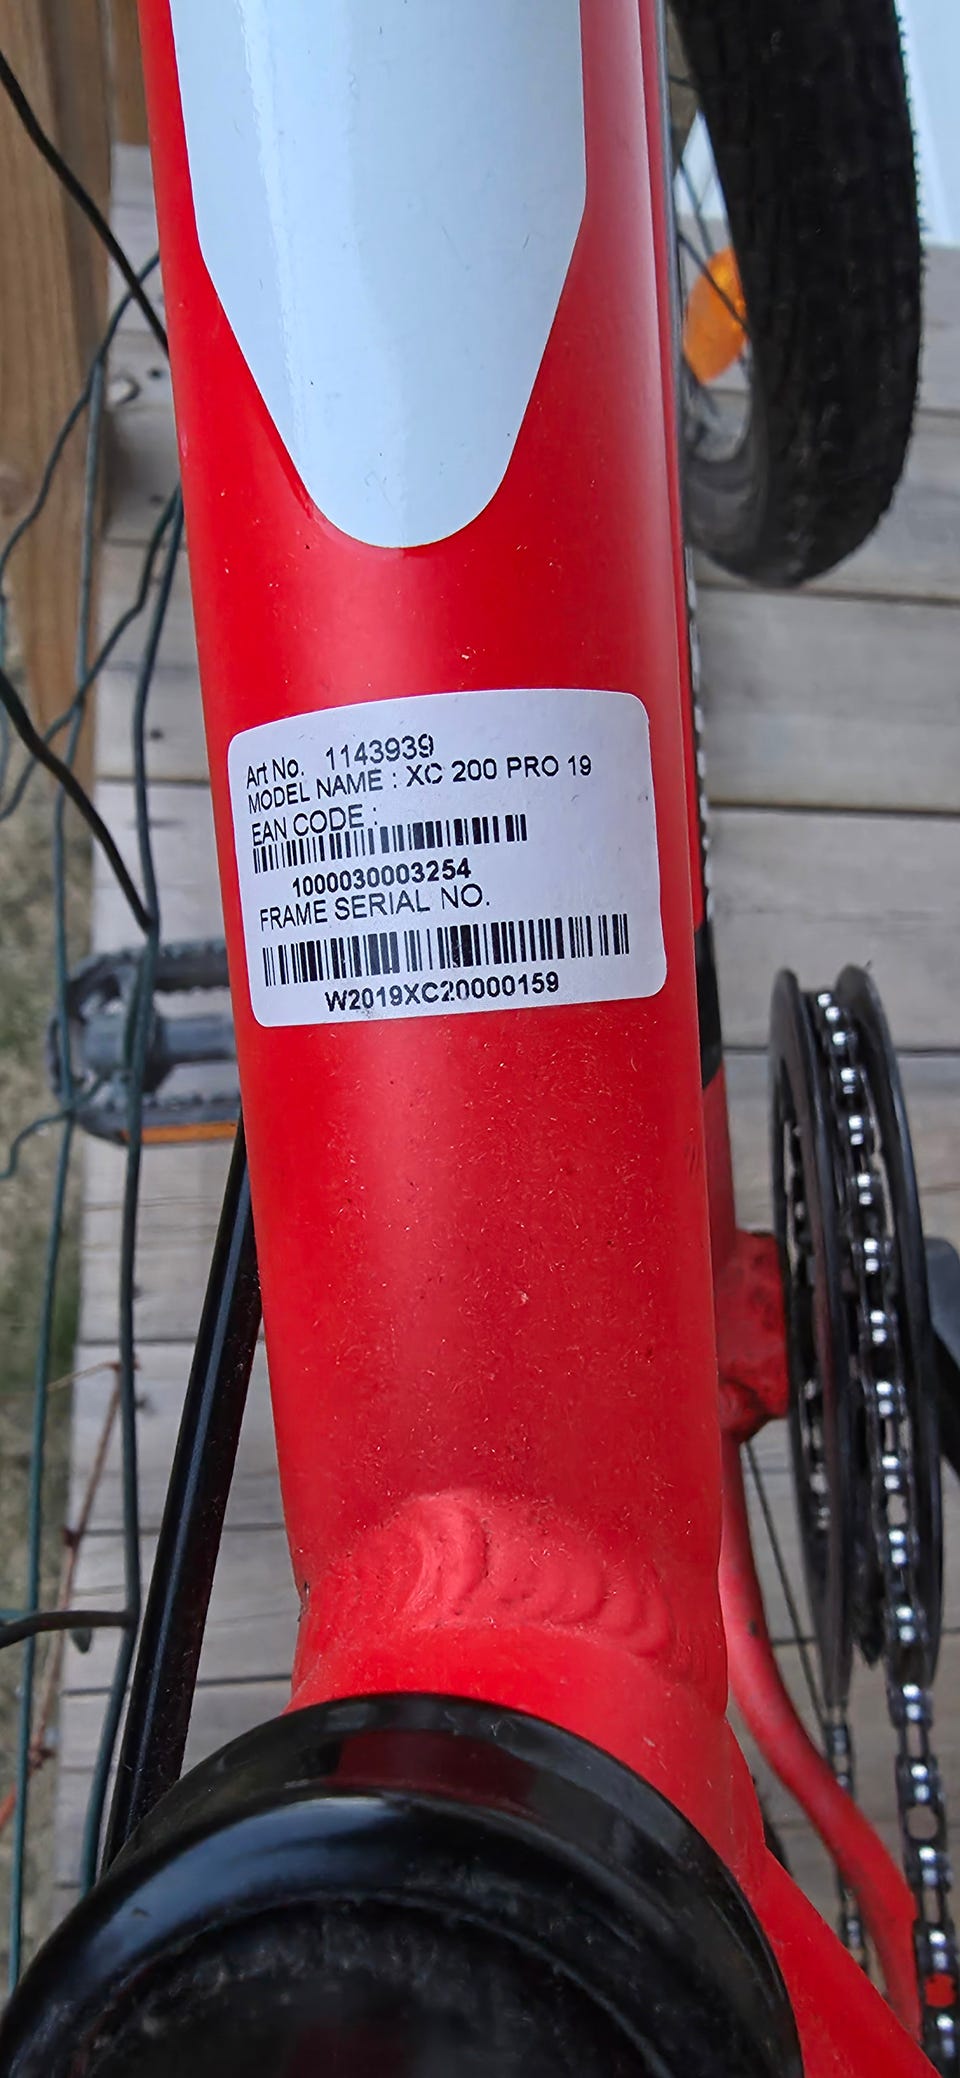 Art No. 1143939
MODEL NAME : XC 200 PRO 19
EAN CODE :
1000030003254
FRAME SERIAL NO.
W2019XC20000159